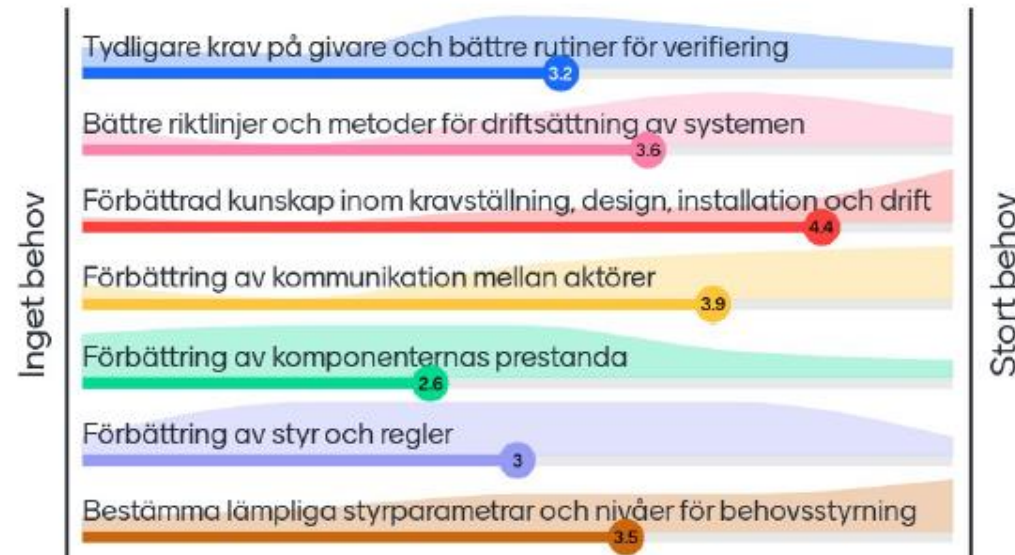 Tydligare krav på givare och bättre rutiner för verifiering
3.2
Bättre riktlinjer och metoder för driftsättning av systemen
3.6
Förbättrad kunskap inom kravställning, design, installation och drift
4.4
Förbättring av kommunikation mellan aktörer
3.9
Förbättring av komponenternas prestanda
2.6
Förbättring av styr och regler
3
Bestämma lämpliga styrparametrar och nivåer för behovsstyrning
3.5
Inget behov
Stort behov